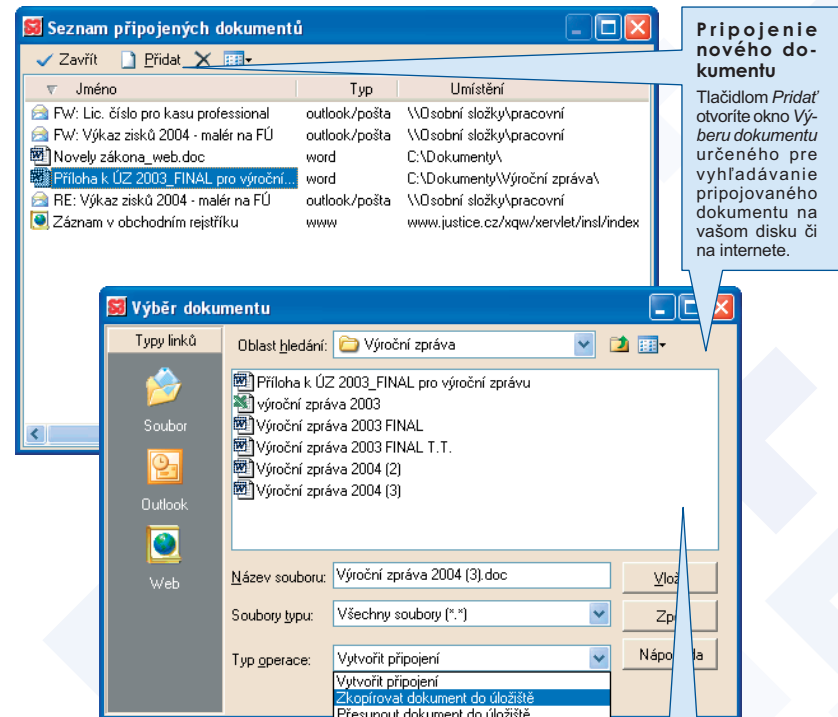 Seznam připojených dokumentů
Zavřít Přidat
Jméno Typ Umístění
FW: Lic. číslo pro kasu professional outlook/pošta \\Osobní složky\pracovní
FW: Výkaz zisků 2004 - malér na FÚ outlook/pošta \\Osobní složky\pracovní
Novely zákona_web.doc word C:\Dokumenty\
Příloha k ÚZ 2003_FINAL pro výroční... word C:\Dokumenty\Výroční zpráva\
RE: Výkaz zisků 2004 - malér na FÚ outlook/pošta \\Osobní složky\pracovní
Záznam v obchodním rejstříku www www.justice.cz/xqw/xervlet/insl/index
Pripojenie
nového do-
kumentu
Tlačidlom Pridať
otvoríte okno Vý-
beru dokumentu
určeného pre
vyhľadávanie
pripojovaného
dokumentu na
vašom disku či
na internete.
Výběr dokumentu
Typy linků
Soubor
Outlook
Web
Oblast hledání: Výroční zpráva
Příloha k ÚZ 2003_FINAL pro výroční zprávu
výroční zpráva 2003
Výroční zpráva 2003 FINAL
Výroční zpráva 2003 FINAL T.T.
Výroční zpráva 2004 (2)
Výroční zpráva 2004 (3)
Název souboru: Výroční zpráva 2004 (3).doc
Soubory typu: Všechny soubory (*.*)
Typ operace: Vytvořit připojení
Vytvořit připojení
Zkopírovat dokument do úložiště
Přesunout dokument do úložiště